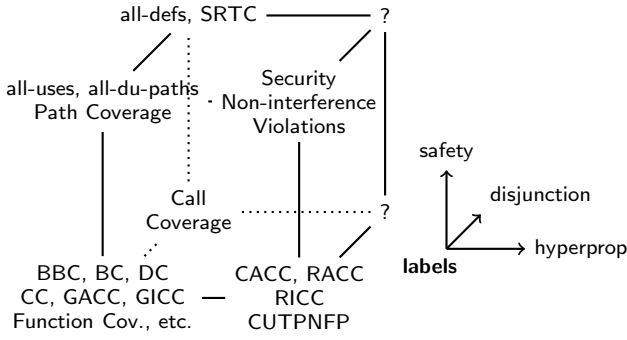 all-defs, SRTC
?
all-uses, all-du-paths
Path Coverage
Security
Non-interference
Violations
safety
disjunction
Call
Coverage
?
hyperprop
labels
BBC, BC, DC
CC, GACC, GICC
Function Cov., etc.
CACC, RACC
RICC
CUTPNFP